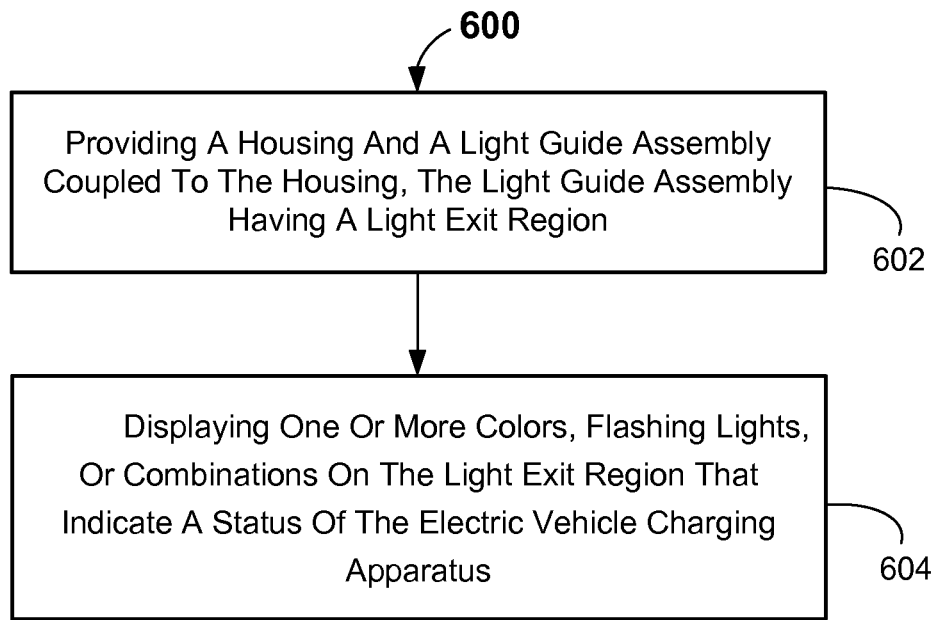 600
Providing A Housing And A Light Guide Assembly
Coupled To The Housing, The Light Guide Assembly
Having A Light Exit Region
602
Displaying One Or More Colors, Flashing Lights,
Or Combinations On The Light Exit Region That
Indicate A Status Of The Electric Vehicle Charging
Apparatus
604